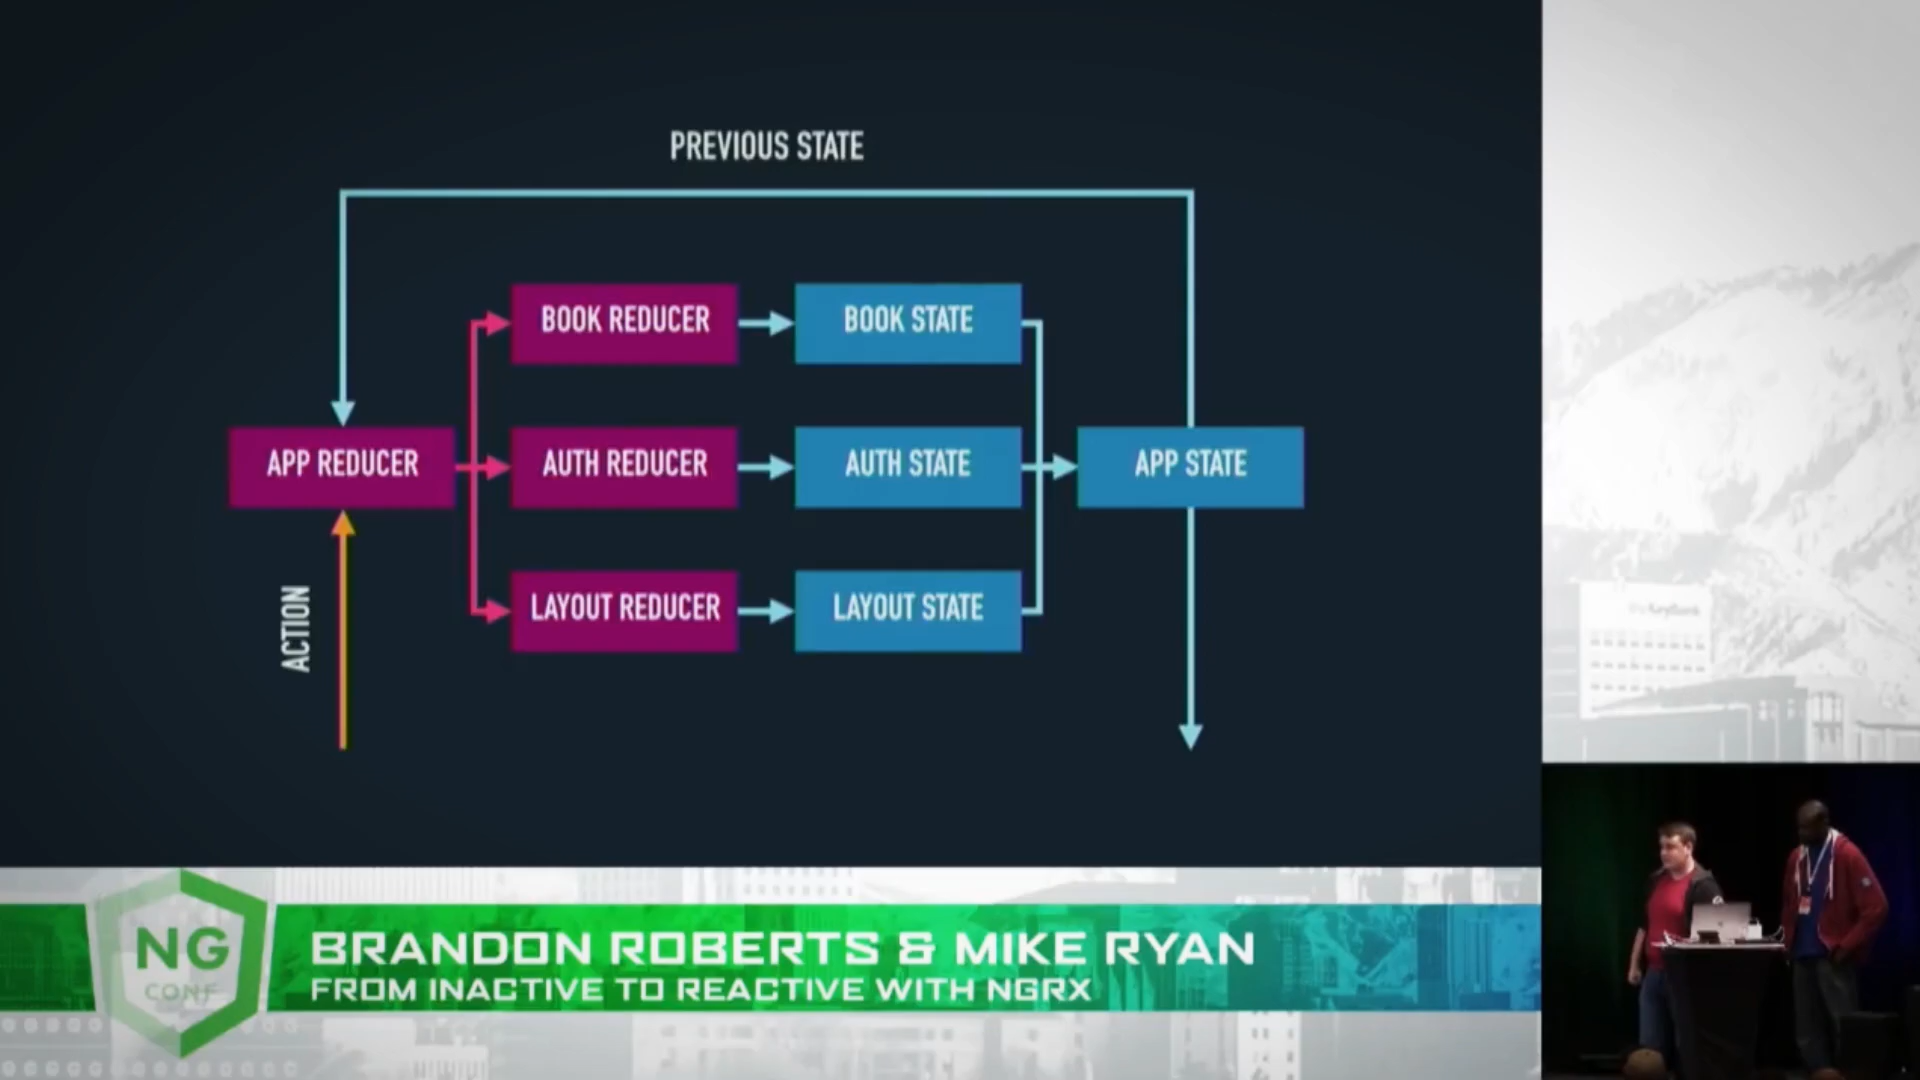 PREVIOUS STATE
BOOK REDUCER
BOOK STATE
APP REDUCER
AUTH REDUCER
AUTH STATE
APP STATE
LAYOUT REDUCER
LAYOUT STATE
ACTION
NG
CONF
BRANDON ROBERTS & MIKE RYAN
FROM INACTIVE TO REACTIVE WITH NGRX